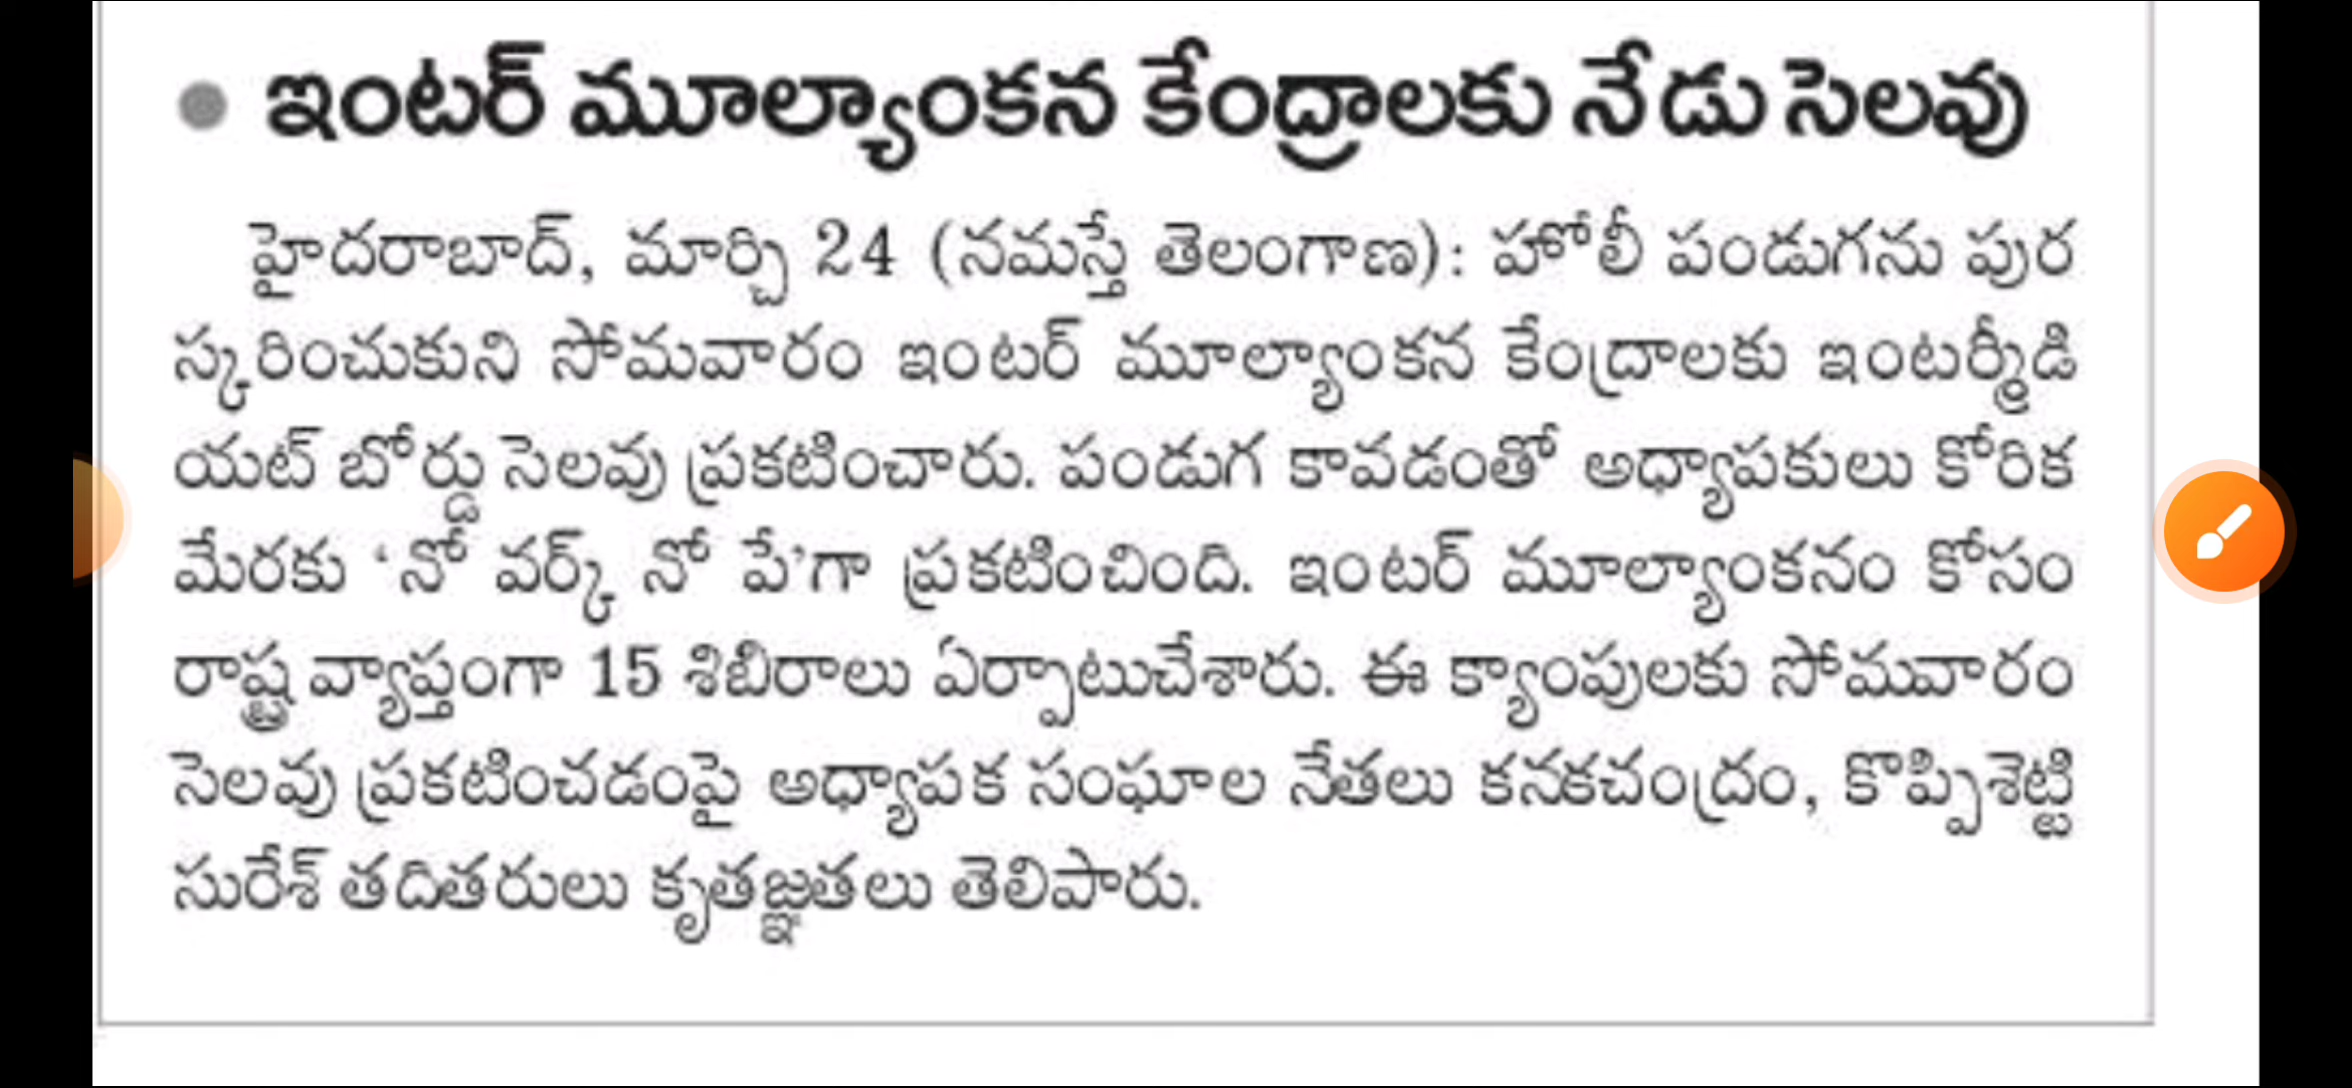 • ఇంటర్ మూల్యాంకన కేంద్రాలకు నేడు సెలవు
హైదరాబాద్, మార్చి 24 (నమస్తే తెలంగాణ): హోలీ పండుగను పుర
స్కరించుకుని సోమవారం ఇంటర్ మూల్యాంకన కేంద్రాలకు ఇంటర్మీడి
యట్ బోర్డు సెలవు ప్రకటించారు. పండుగ కావడంతో అధ్యాపకులు కోరిక
మేరకు ‘నో వర్క్ నో పే’గా ప్రకటించింది. ఇంటర్ మూల్యాంకనం కోసం
రాష్ట్ర వ్యాప్తంగా 15 శిబిరాలు ఏర్పాటుచేశారు. ఈ క్యాంపులకు సోమవారం
సెలవు ప్రకటించడంపై అధ్యాపక సంఘాల నేతలు కనకచంద్రం, కొప్పిశెట్టి
సురేశ్ తదితరులు కృతజ్ఞతలు తెలిపారు.